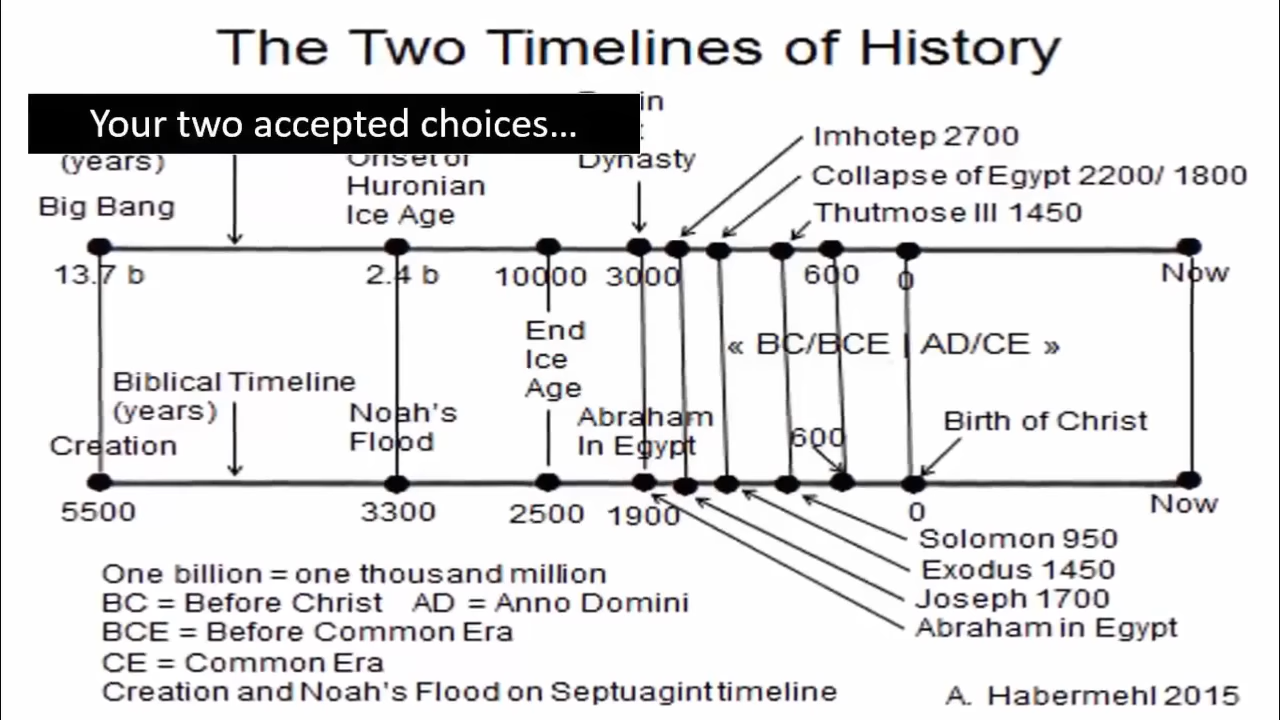 The Two Timelines of History
Your two accepted choices...
(years)
Big Bang
Onset of
Huronian
Ice Age
Dynasty
Imhotep 2700
Collapse of Egypt 2200/ 1800
Thutmose III 1450
13.7 b
2.4 b
10000
3000
600
0
Now
End
Ice
Age
« BC/BCE | AD/CE »
Biblical Timeline
(years)
Creation
Noah's
Flood
Abraham
In Egypt
600
Birth of Christ
5500
3300
2500
1900
0
Now
Solomon 950
Exodus 1450
Joseph 1700
Abraham in Egypt
One billion = one thousand million
BC = Before Christ AD = Anno Domini
BCE = Before Common Era
CE = Common Era
Creation and Noah's Flood on Septuagint timeline
A. Habermehl 2015